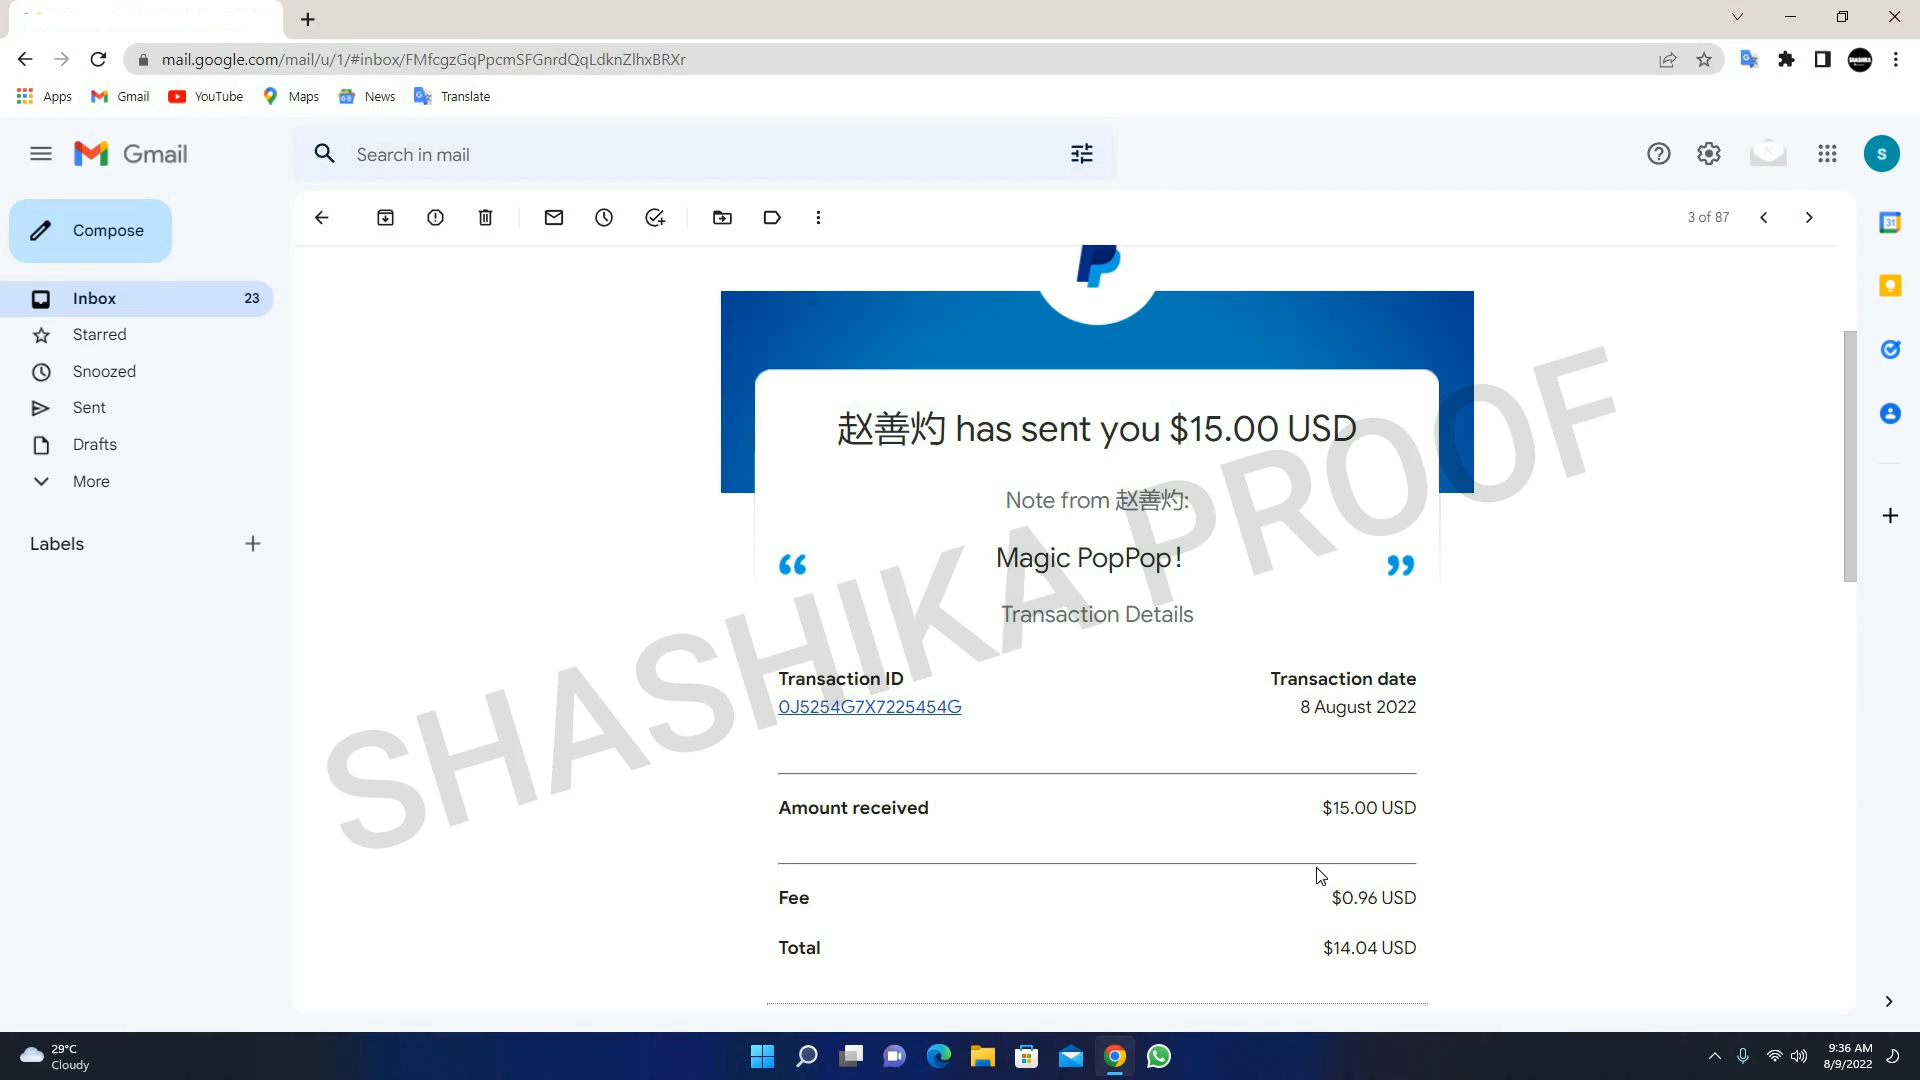 mail.google.com/mail/u/1/#inbox/FMfcgzGqPpcmSFGnrdQqLdknZlhxBRXr
Apps Gmail YouTube Maps News Translate
Gmail
Search in mail
S
Compose
3 of 87
31
Inbox 23
Starred
Snoozed
Sent
Drafts
More
Labels
赵善灼 has sent you $15.00 USD
Note from 赵善灼:
“ Magic PopPop! ”
Transaction Details
Transaction ID Transaction date
0J5254G7X7225454G 8 August 2022
Amount received $15.00 USD
Fee $0.96 USD
Total $14.04 USD
SHASHIKA PROOF
29°C
Cloudy
9:36 AM
8/9/2022